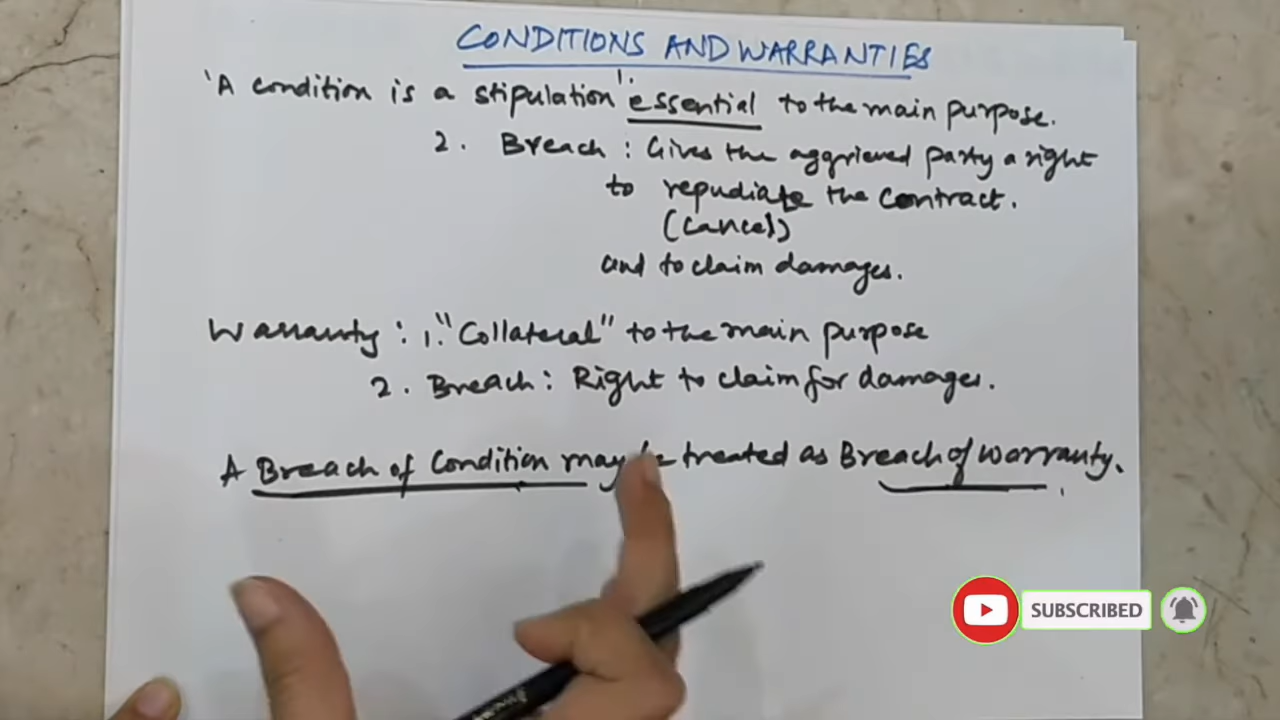 CONDITIONS AND WARRANTIES
'A condition is a stipulation 1. essential to the main purpose.
2. Breach: Gives the aggrieved party a right
to repudiate the contract.
(Cancel)
and to claim damages.
Warranty: 1. "Collateral" to the main purpose
2. Breach: Right to claim for damages.
A Breach of Condition may treated as Breach of warranty.
SUBSCRIBED